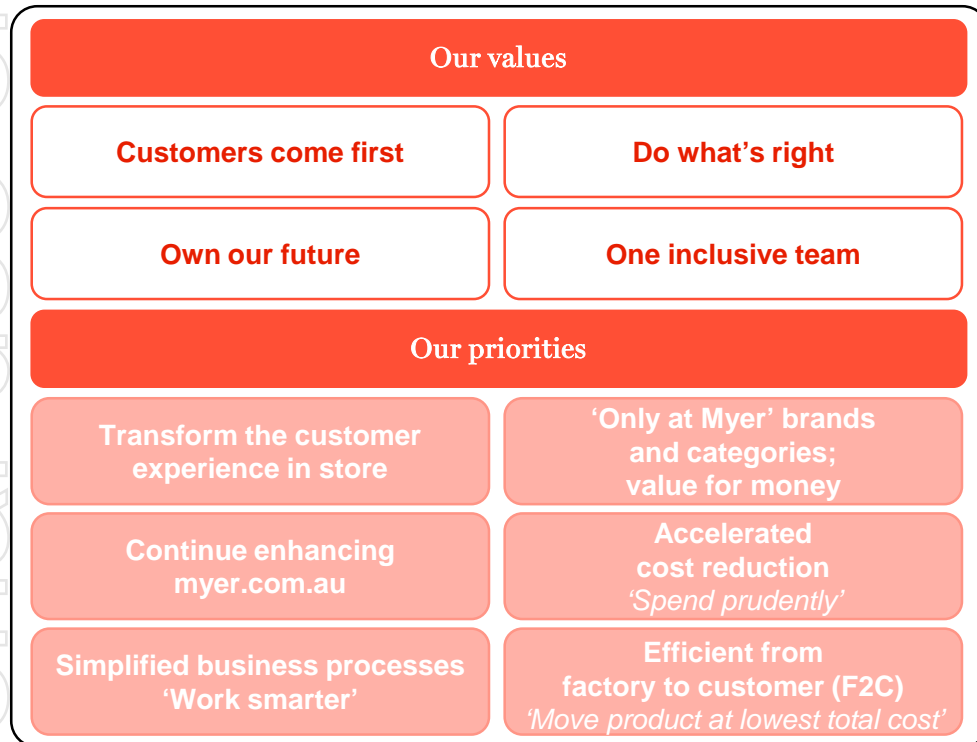 Our values
Customers come first
Do what’s right
Own our future
One inclusive team
Our priorities
Transform the customer
experience in store
‘Only at Myer’ brands
and categories;
value for money
Continue enhancing
myer.com.au
Accelerated
cost reduction
‘Spend prudently’
Simplified business processes
‘Work smarter’
Efficient from
factory to customer (F2C)
‘Move product at lowest total cost’